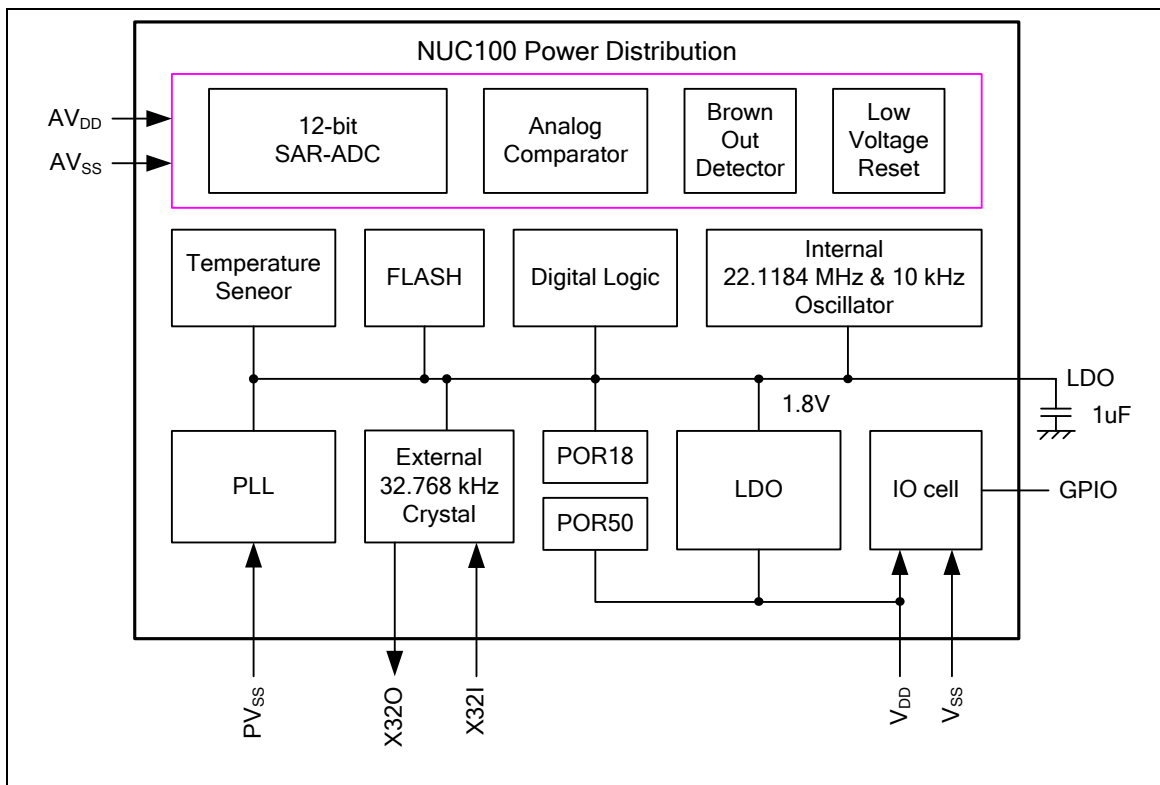 NUC100 Power Distribution
AVDD
AVSS
12-bit
SAR-ADC
Analog
Comparator
Brown
Out
Detector
Low
Voltage
Reset
Temperature
Seneor
FLASH
Digital Logic
Internal
22.1184 MHz & 10 kHz
Oscillator
LDO
1.8V
1uF
PLL
External
32.768 kHz
Crystal
POR18
POR50
LDO
IO cell
GPIO
PVSS
X32O
X32I
VDD
VSS